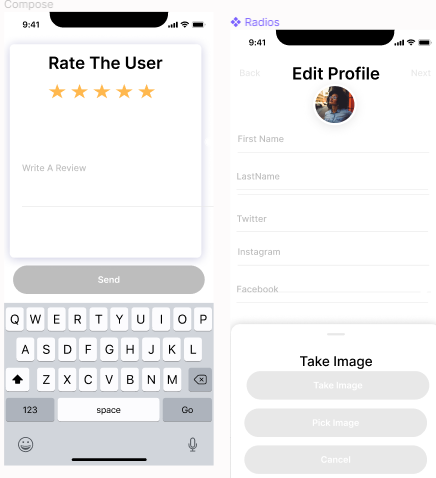 Compose
9:41
Rate The User
Write A Review
Send
Q W E R T Y U I O P
A S D F G H J K L
Z X C V B N M
123 space Go
Radios
9:41
Back Edit Profile Next
First Name
LastName
Twitter
Instagram
Facebook
Take Image
Take Image
Pick Image
Cancel